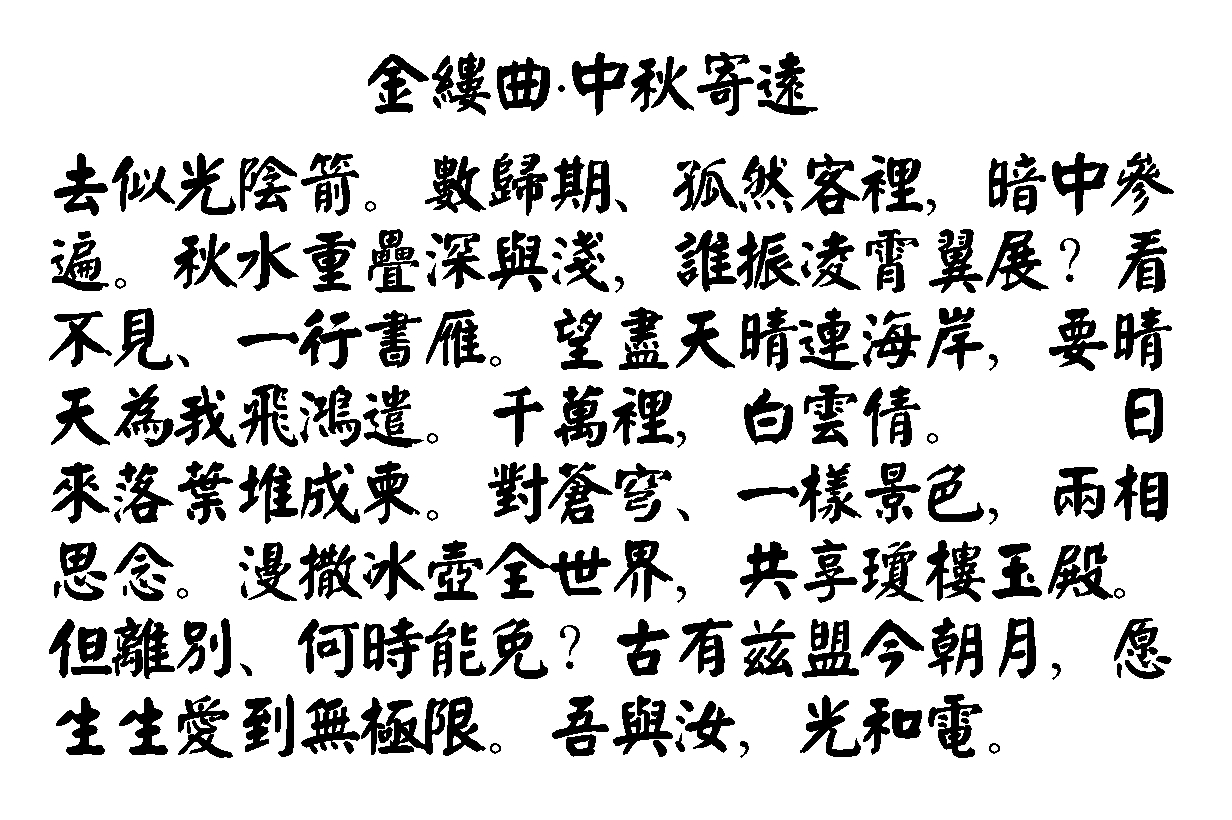 金縷曲·中秋寄遠
去似光陰箭。數歸期、孤然客裡，暗中參
遍。秋水重疊深與淺，誰振凌霄翼展？看
不見、一行書雁。望盡天晴連海岸，要晴
天為我飛鴻遣。千萬裡，白雲倩。　　日
來落葉堆成柬。對蒼穹、一樣景色，兩相
思念。漫撒冰壺全世界，共享瓊樓玉殿。
但離別、何時能免？古有茲盟今朝月，愿
生生愛到無極限。吾與汝，光和電。